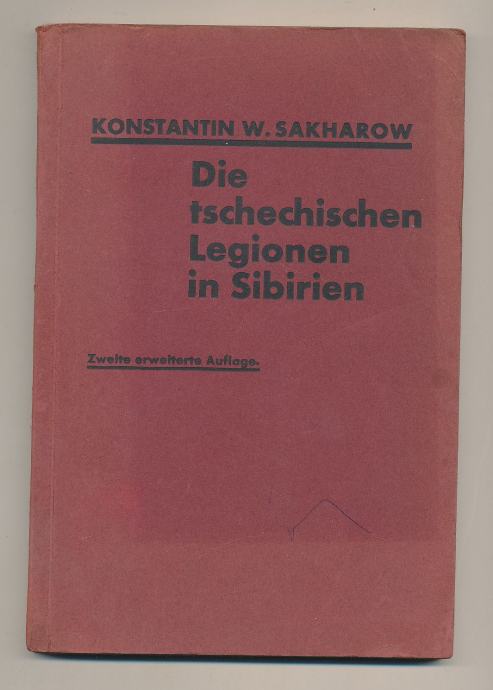 KONSTANTIN W. SAKHAROW
Die
tschechischen
Legionen
in Sibirien
Zweite erweiterte Auflage.